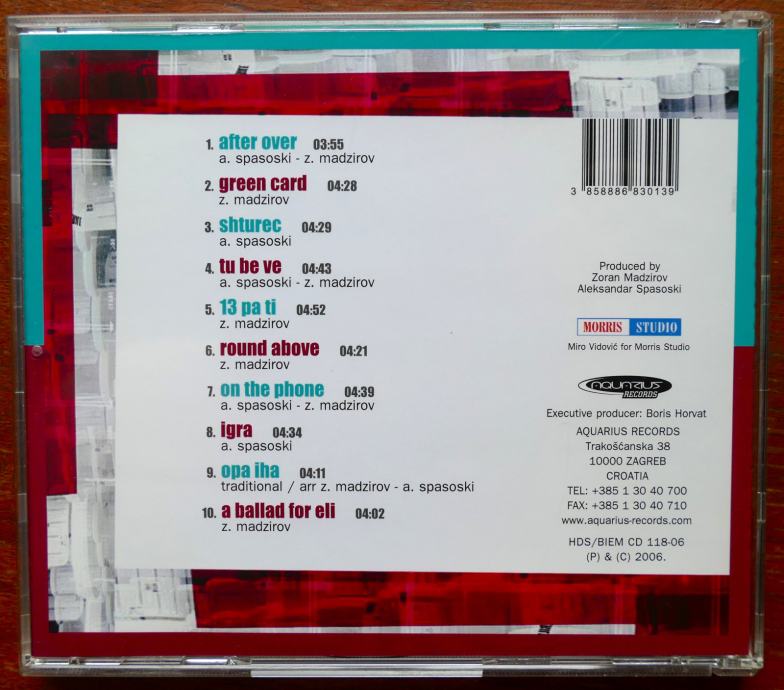 1. after over 03:55
a. spasoski - z. madzirov
2. green card 04:28
z. madzirov
3. shturec 04:29
a. spasoski
4. tu be ve 04:43
a. spasoski - z. madzirov
5. 13 pa ti 04:52
z. madzirov
6. round above 04:21
z. madzirov
7. on the phone 04:39
a. spasoski - z. madzirov
8. igra 04:34
a. spasoski
9. opa iha 04:11
traditional / arr z. madzirov - a. spasoski
10. a ballad for eli 04:02
z. madzirov
3 858886 830139
Produced by
Zoran Madzirov
Aleksandar Spasoski
MORRIS STUDIO
Miro Vidović for Morris Studio
AQUARIUS
RECORDS
Executive producer: Boris Horvat
AQUARIUS RECORDS
Trakošćanska 38
10000 ZAGREB
CROATIA
TEL: +385 1 30 40 700
FAX: +385 1 30 40 710
www.aquarius-records.com
HDS/BIEM CD 118-06
(P) & (C) 2006.